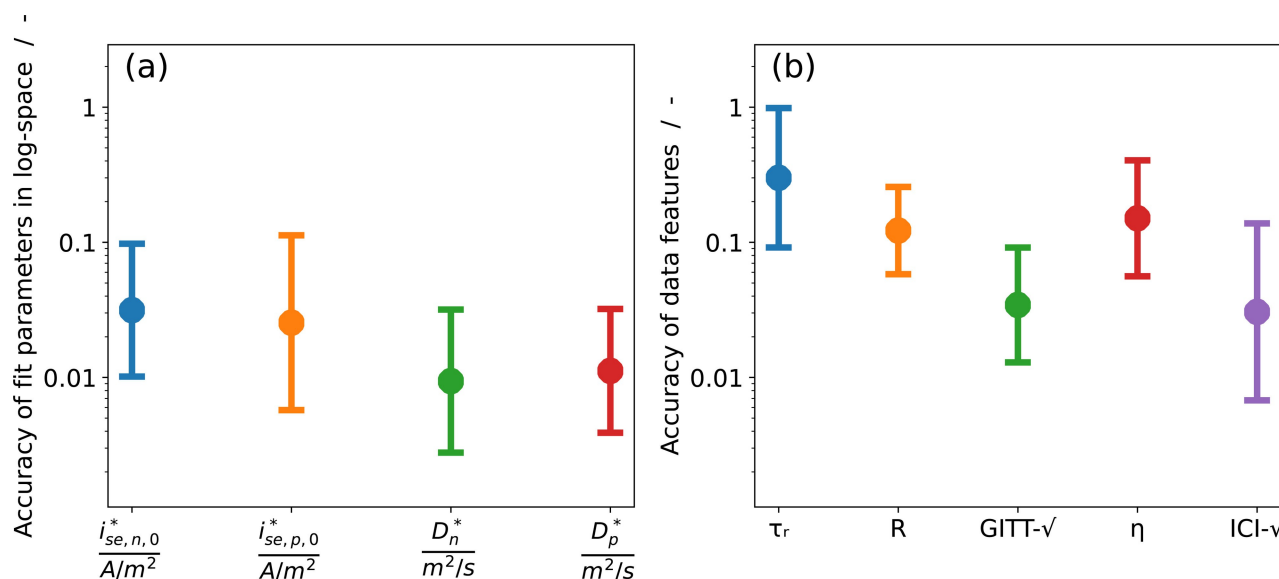 Accuracy of fit parameters in log-space / -
(a)
1
0.1
0.01
i*se,n,0
A/m²
i*se,p,0
A/m²
D*n
m²/s
D*p
m²/s
Accuracy of data features / -
(b)
1
0.1
0.01
τr
R
GITT-√
η
ICI-√